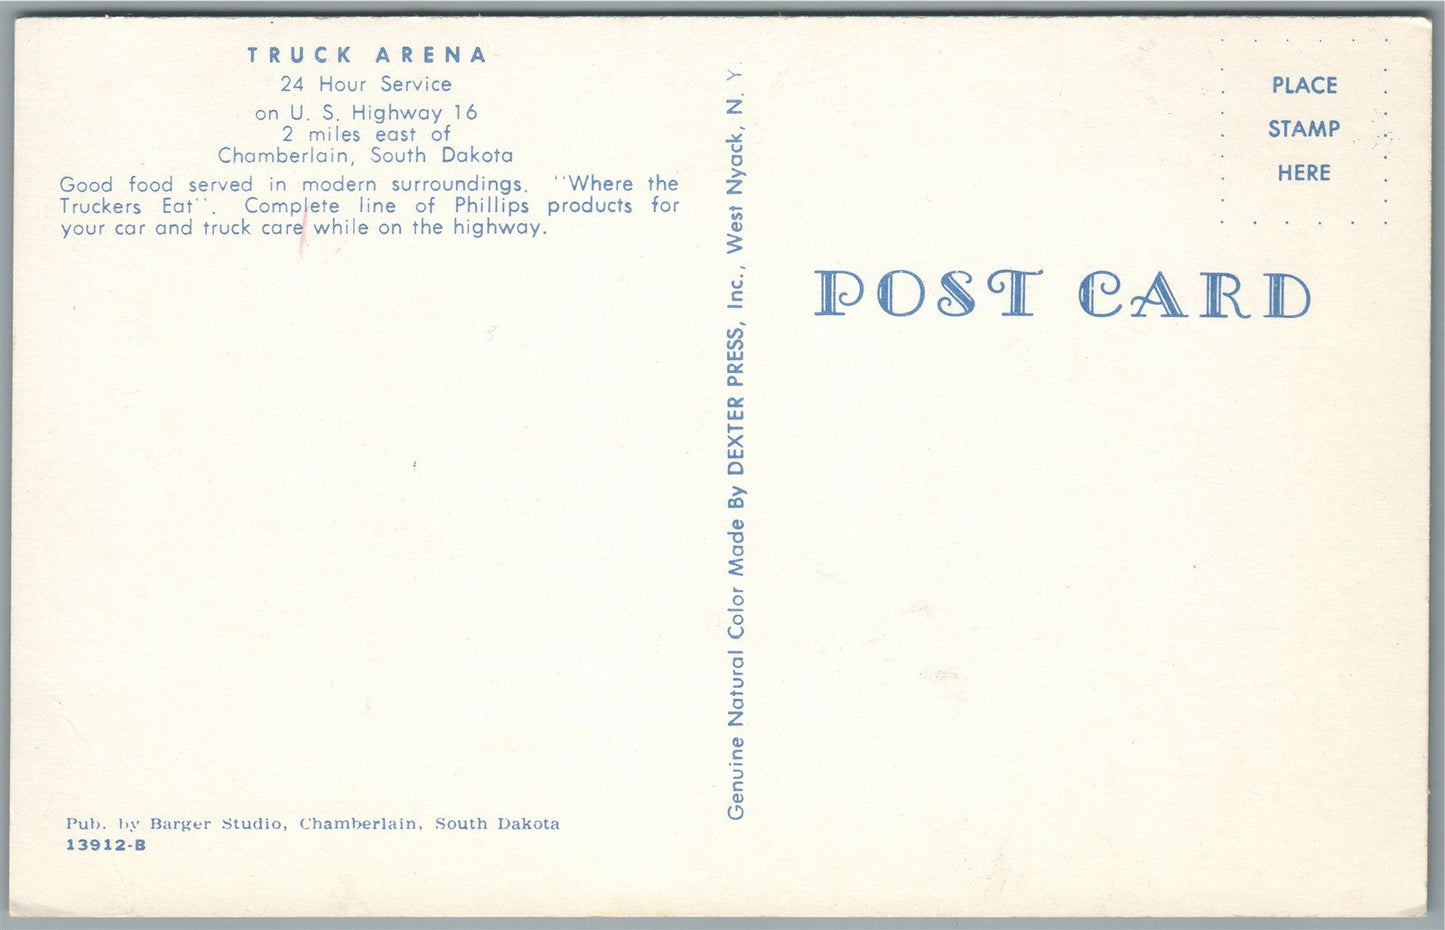 TRUCK ARENA
24 Hour Service
on U. S. Highway 16
2 miles east of
Chamberlain, South Dakota
Good food served in modern surroundings. "Where the
Truckers Eat". Complete line of Phillips products for
your car and truck care while on the highway.
Pub. by Barger Studio, Chamberlain, South Dakota
13912-B
Genuine Natural Color Made By DEXTER PRESS, Inc., West Nyack, N. Y.
PLACE
STAMP
HERE
POST CARD